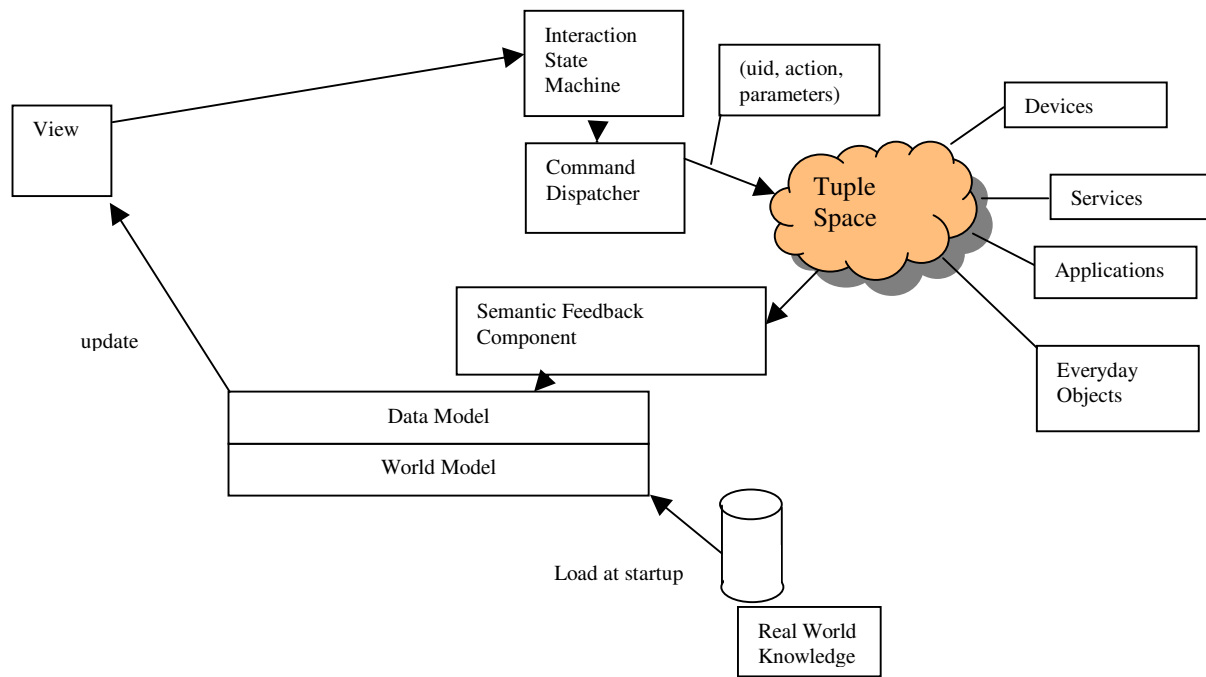 Interaction
State
Machine
(uid, action,
parameters)
Devices
View
Command
Dispatcher
Tuple
Space
Services
Applications
Semantic Feedback
Component
update
Everyday
Objects
Data Model
World Model
Load at startup
Real World
Knowledge